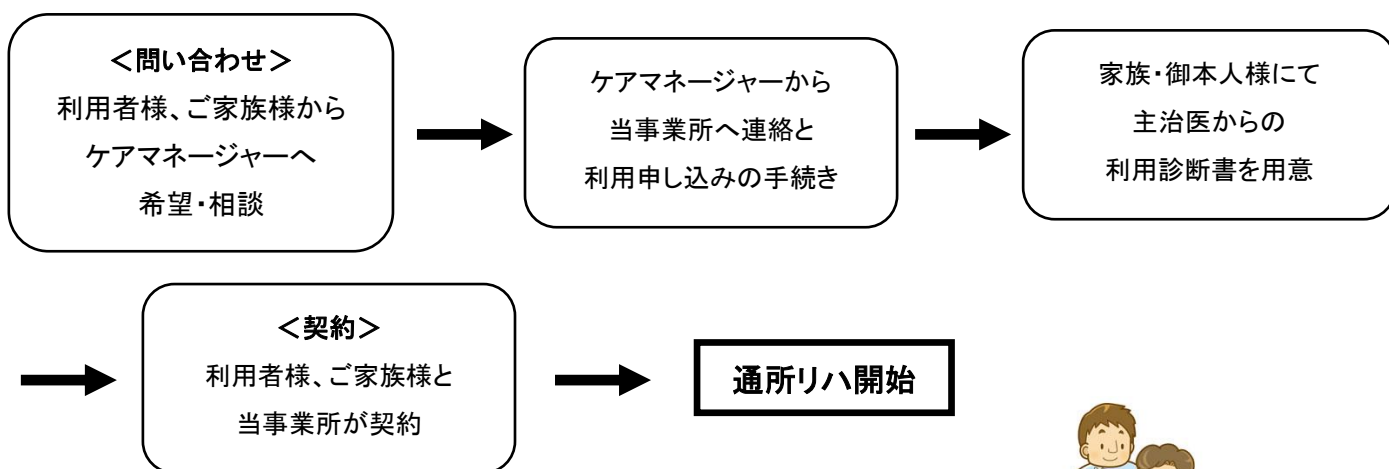 ＜問い合わせ＞
利用者様、ご家族様から
ケアマネージャーへ
希望・相談
ケアマネージャーから
当事業所へ連絡と
利用申し込みの手続き
家族・御本人様にて
主治医からの
利用診断書を用意
＜契約＞
利用者様、ご家族様と
当事業所が契約
通所リハ開始